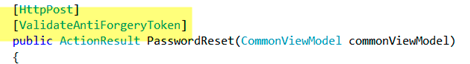 [HttpPost]
[ValidateAntiForgeryToken]
public ActionResult PasswordReset(CommonViewModel commonViewModel)
{